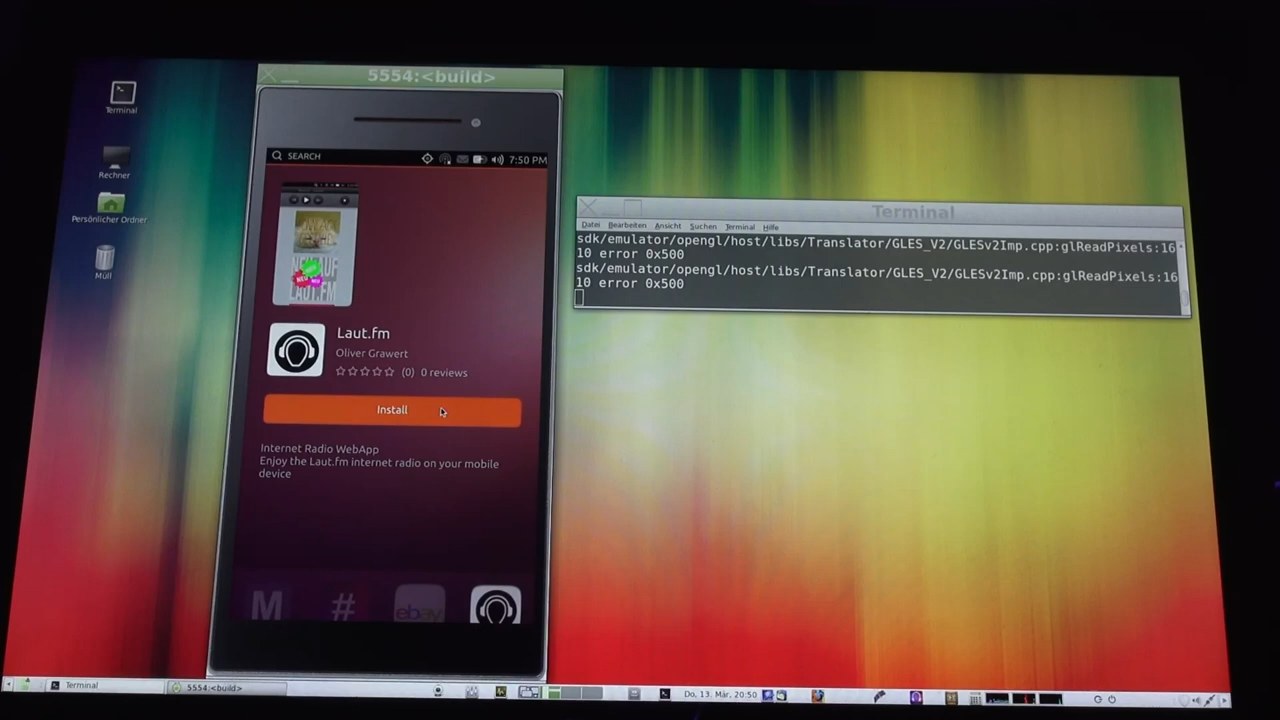 Terminal
Rechner
Persönlicher Ordner
Müll
5554:<build>
SEARCH
7:50 PM
LAUT.FM
Laut.fm
Oliver Grawert
(0) 0 reviews
Install
Internet Radio WebApp
Enjoy the Laut.fm internet radio on your mobile
device
M
#
ebay
Terminal
Datei Bearbeiten Ansicht Suchen Terminal Hilfe
sdk/emulator/opengl/host/libs/Translator/GLES_V2/GLESv2Imp.cpp:glReadPixels:16
10 error 0x500
sdk/emulator/opengl/host/libs/Translator/GLES_V2/GLESv2Imp.cpp:glReadPixels:16
10 error 0x500
Terminal
5554:<build>
Do, 13. Mär, 20:50